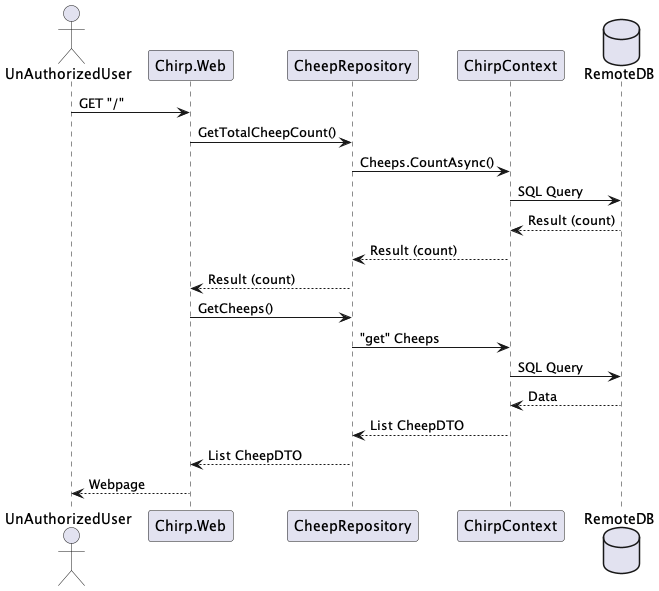 UnAuthorizedUser
Chirp.Web
CheepRepository
ChirpContext
RemoteDB
GET "/"
GetTotalCheepCount()
Cheeps.CountAsync()
SQL Query
Result (count)
Result (count)
Result (count)
GetCheeps()
"get" Cheeps
SQL Query
Data
List CheepDTO
List CheepDTO
Webpage
UnAuthorizedUser
Chirp.Web
CheepRepository
ChirpContext
RemoteDB